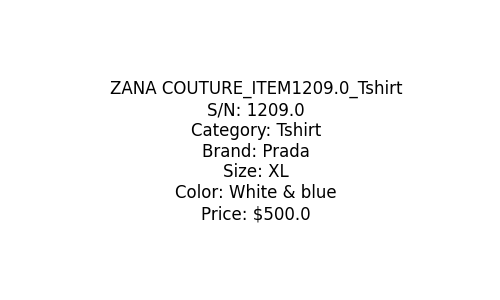 ZANA COUTURE_ITEM1209.0_Tshirt
S/N: 1209.0
Category: Tshirt
Brand: Prada
Size: XL
Color: White & blue
Price: $500.0